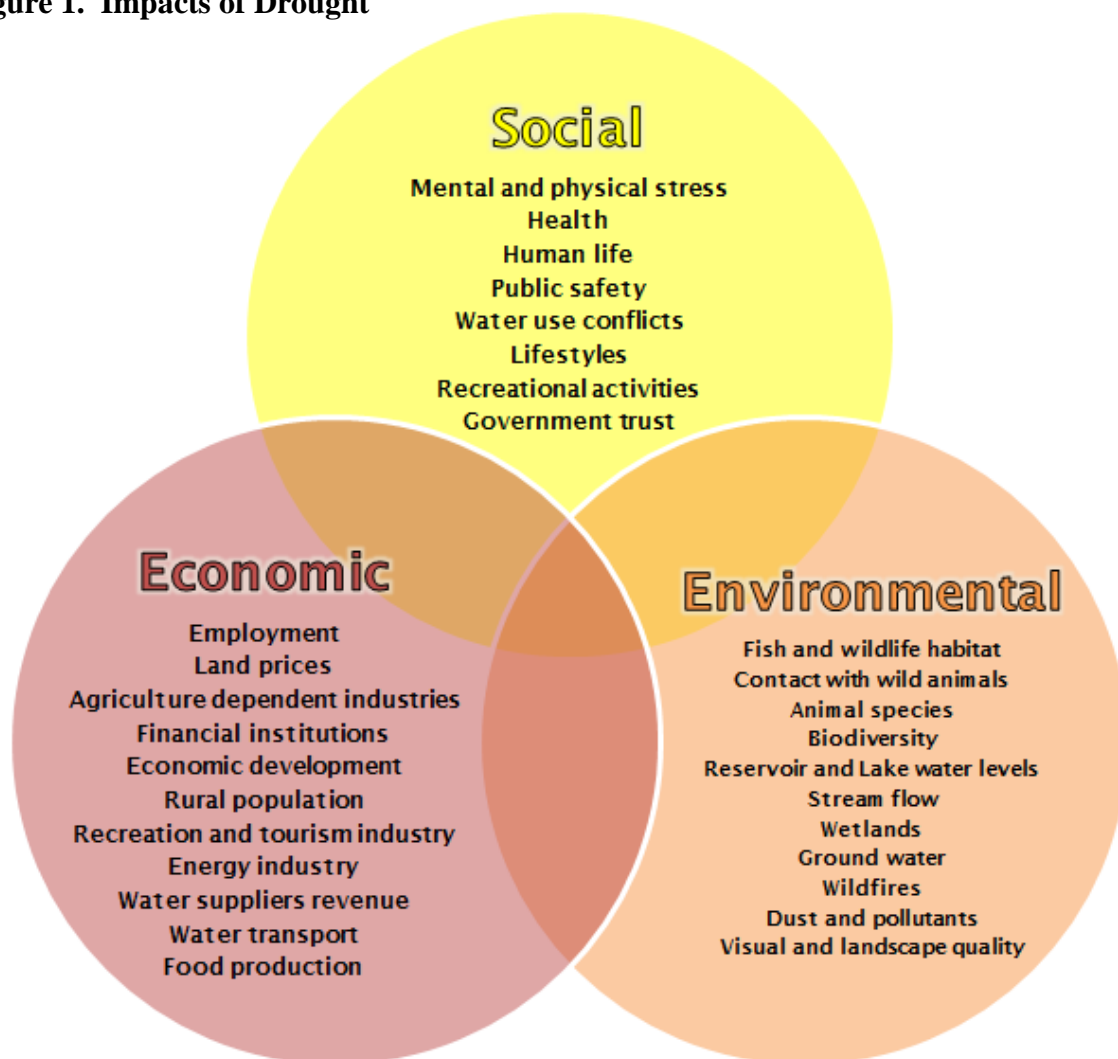 gure 1. Impacts of Drought
Social
Mental and physical stress
Health
Human life
Public safety
Water use conflicts
Lifestyles
Recreational activities
Government trust
Economic
Employment
Land prices
Agriculture dependent industries
Financial institutions
Economic development
Rural population
Recreation and tourism industry
Energy industry
Water suppliers revenue
Water transport
Food production
Environmental
Fish and wildlife habitat
Contact with wild animals
Animal species
Biodiversity
Reservoir and Lake water levels
Stream flow
Wetlands
Ground water
Wildfires
Dust and pollutants
Visual and landscape quality